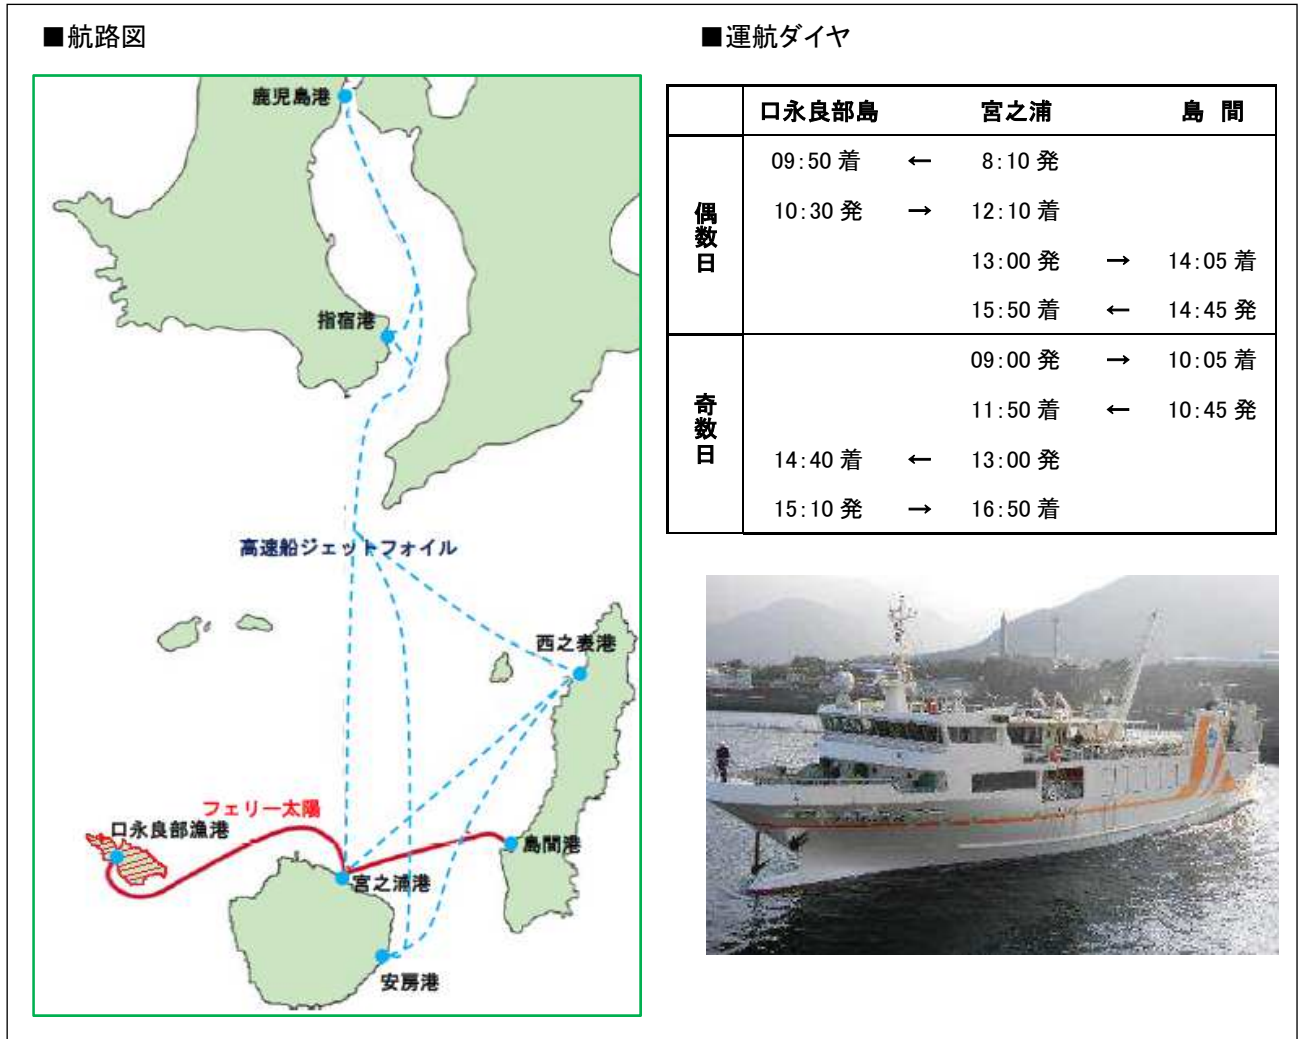 ■航路図
■運航ダイヤ
鹿児島港
指宿港
高速船ジェットフォイル
西之表港
フェリー太陽
口永良部漁港
島間港
宮之浦港
安房港
口永良部島 宮之浦 島 間
偶数日
09:50 着 ← 8:10 発
10:30 発 → 12:10 着
13:00 発 → 14:05 着
15:50 着 ← 14:45 発
奇数日
09:00 発 → 10:05 着
11:50 着 ← 10:45 発
14:40 着 ← 13:00 発
15:10 発 → 16:50 着